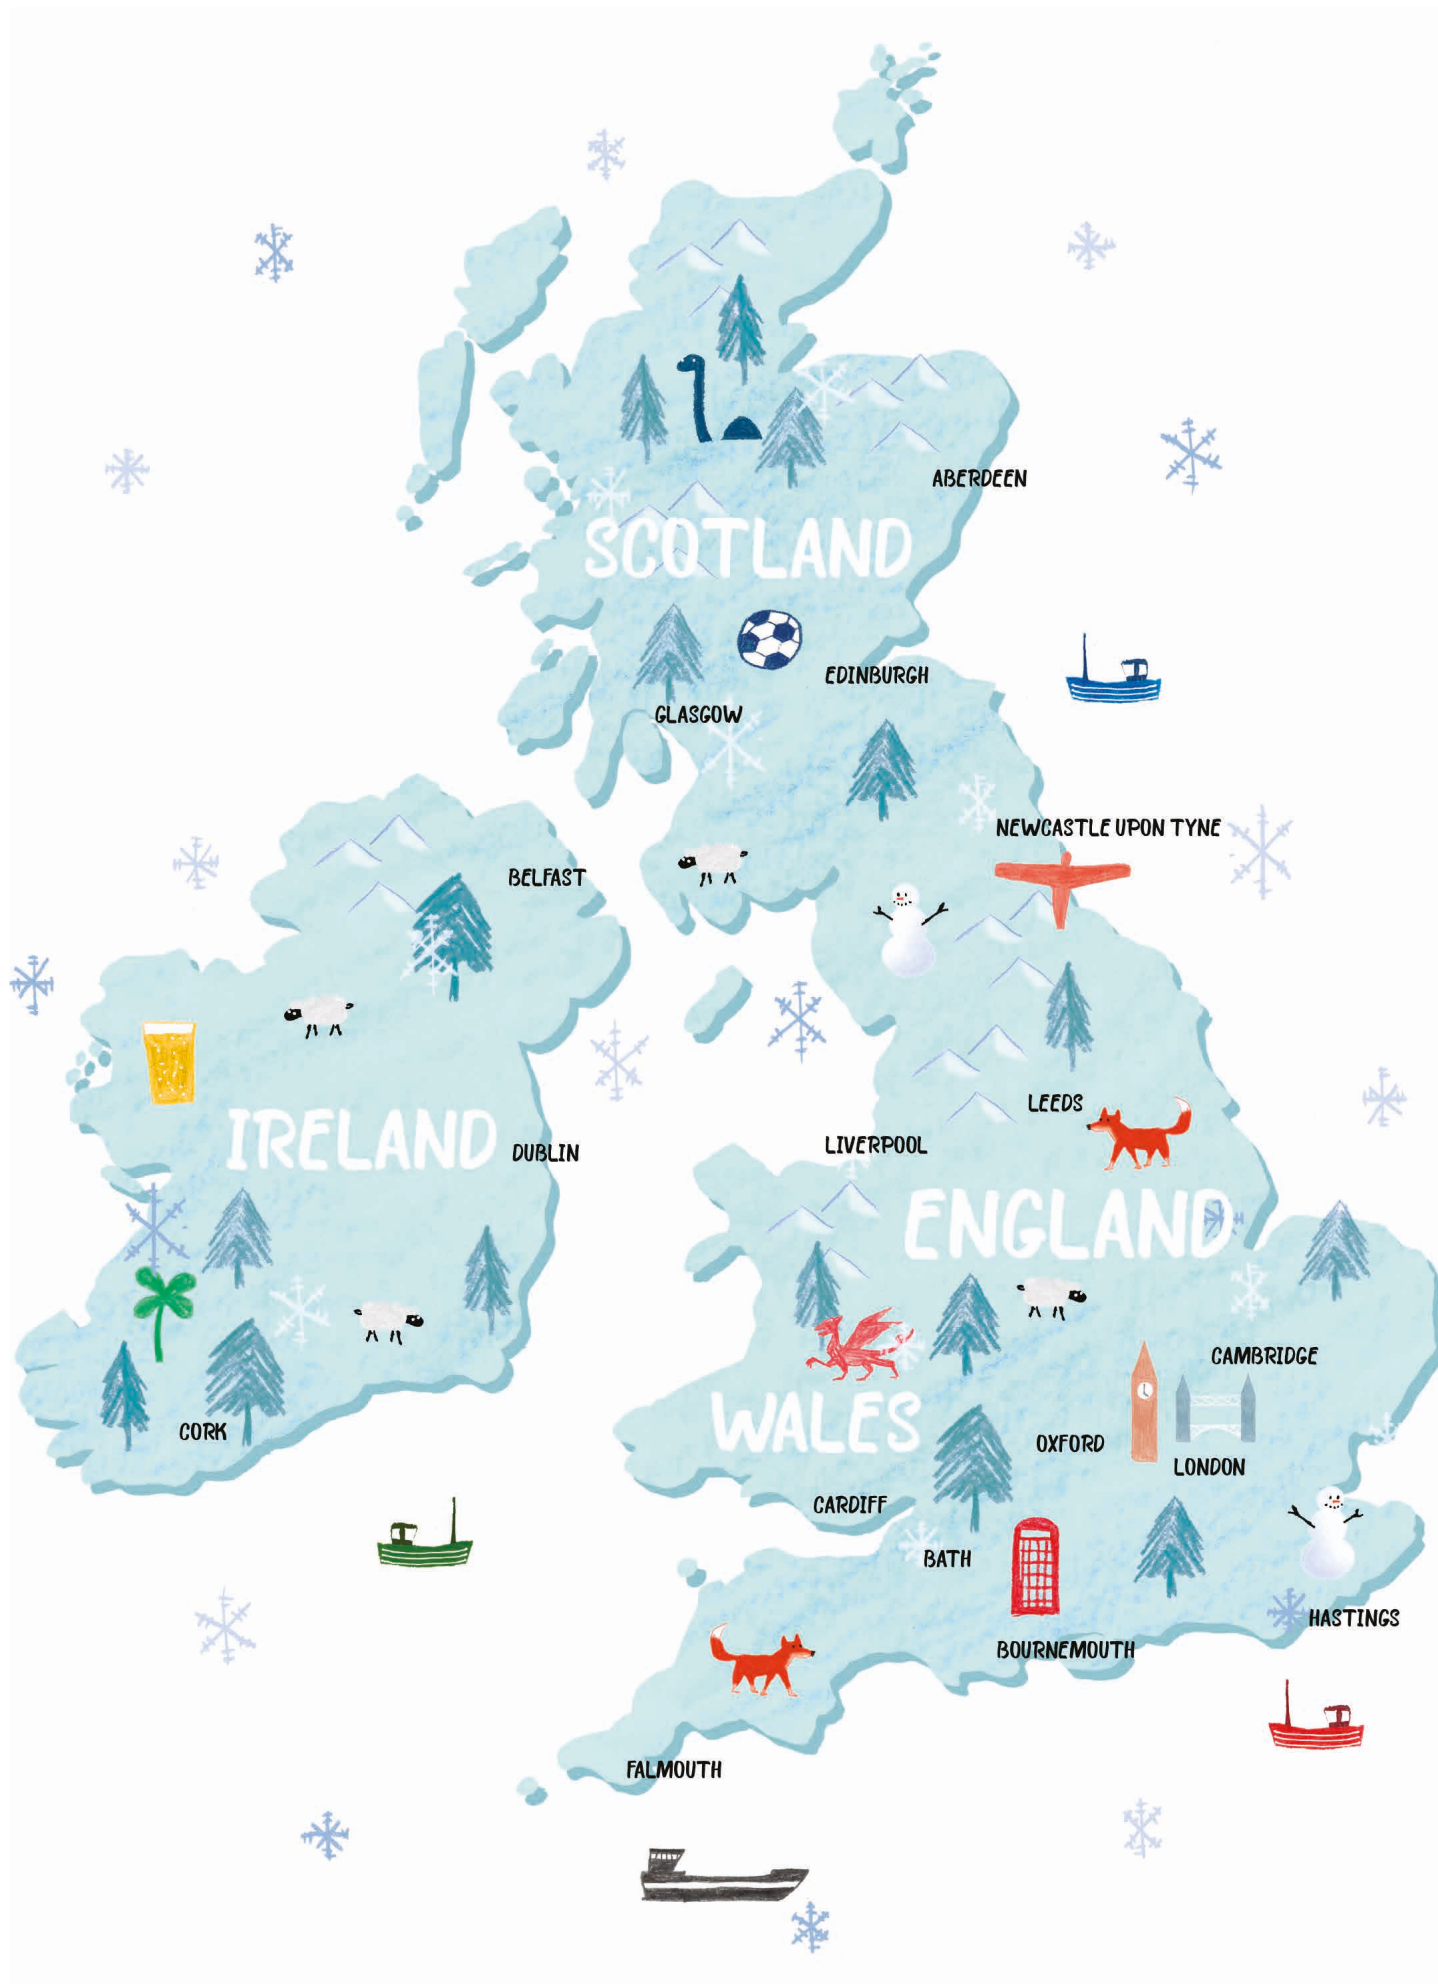 ABERDEEN
SCOTLAND
EDINBURGH
GLASGOW
NEWCASTLE UPON TYNE
BELFAST
LEEDS
IRELAND
DUBLIN
LIVERPOOL
ENGLAND
CAMBRIDGE
WALES
CORK
OXFORD
LONDON
CARDIFF
BATH
HASTINGS
BOURNEMOUTH
FALMOUTH